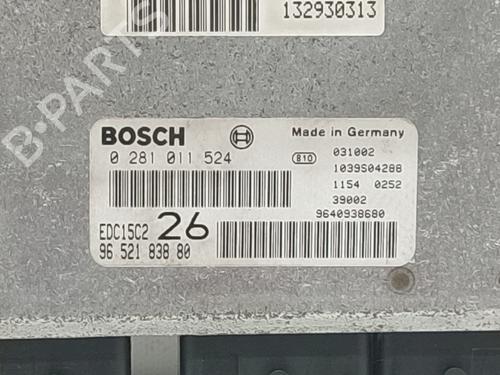 132930313
BOSCH
Made in Germany
0 281 011 524
B10
031002
1039S04288
1154 0252
39002
9640938680
EDC15C2 26
96 521 838 80
B-PARTS